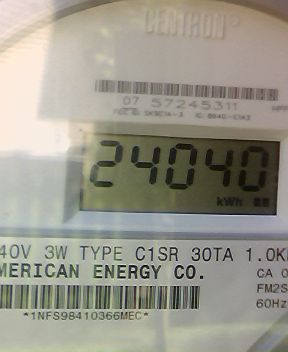 CENTRON®
07 57245311
24040
kWh
40V 3W TYPE C1SR 30TA 1.0K
MERICAN ENERGY CO.
CA 0
FM2S
60Hz
*1NFS98410366MEC*